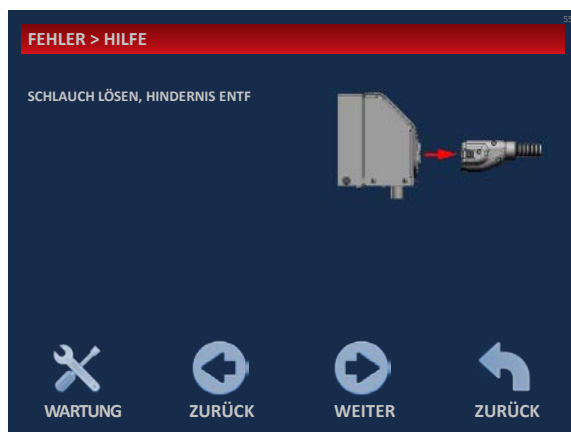 FEHLER > HILFE
SCHLAUCH LÖSEN, HINDERNIS ENTF
WARTUNG
ZURÜCK
WEITER
ZURÜCK